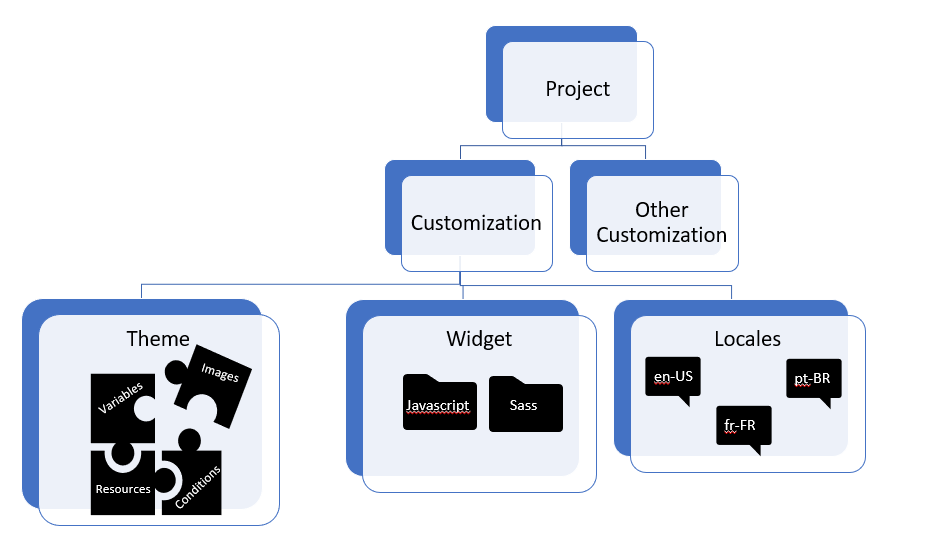 Project
Customization
Other
Customization
Theme
Variables
Images
Resources
Conditions
Widget
Javascript
Sass
Locales
en-US
pt-BR
fr-FR